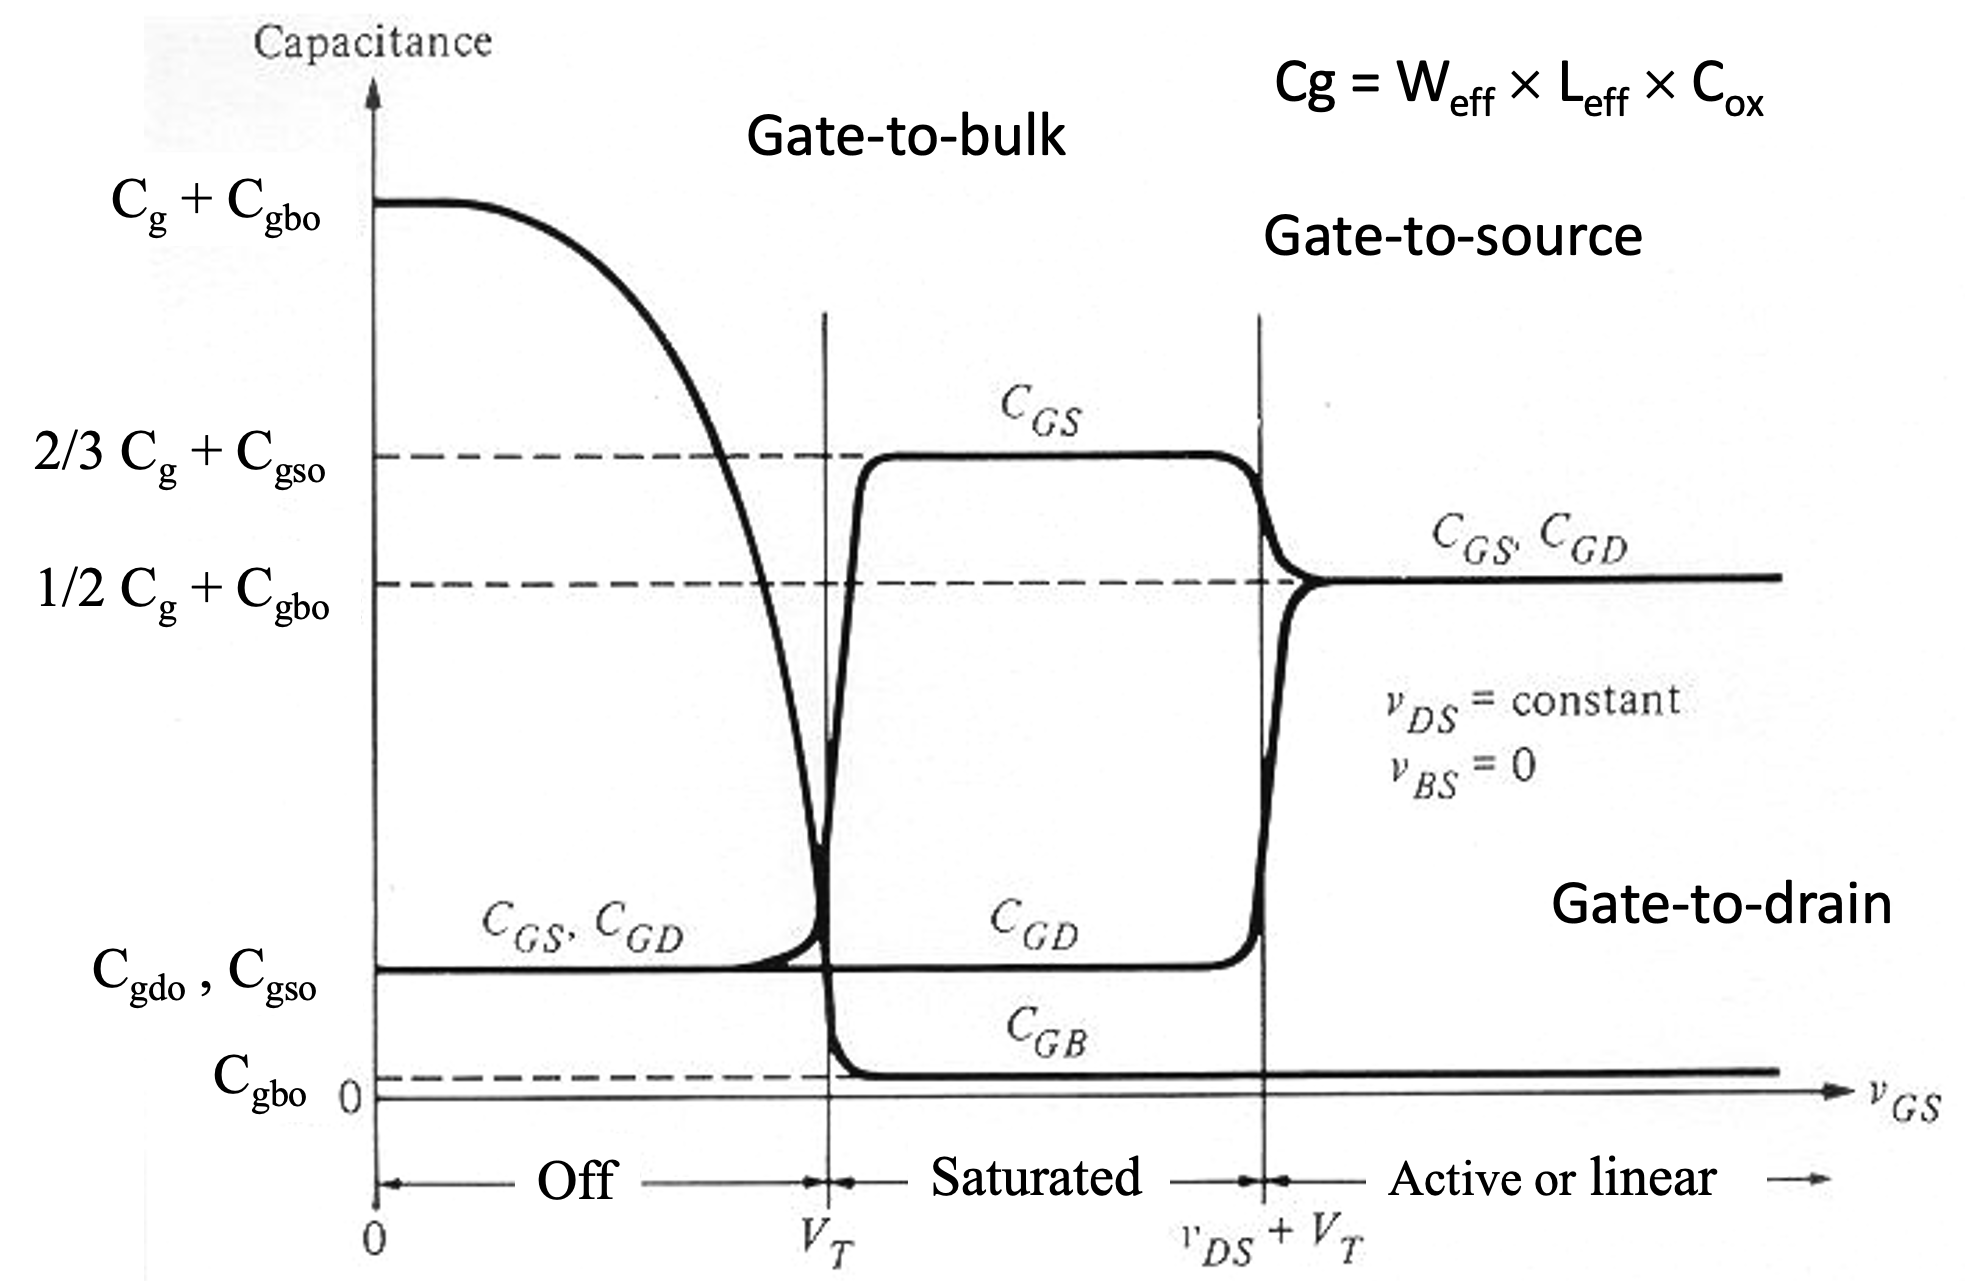 Capacitance
Cg = Weff × Leff × Cox
Gate-to-bulk
Cg + Cgbo
Gate-to-source
CGS
2/3 Cg + Cgso
CGS, CGD
1/2 Cg + Cgbo
vDS = constant
vBS = 0
Gate-to-drain
CGS, CGD
CGD
Cgdo , Cgso
CGB
Cgbo
0
vGS
Off
Saturated
Active or linear
0
VT
vDS + VT